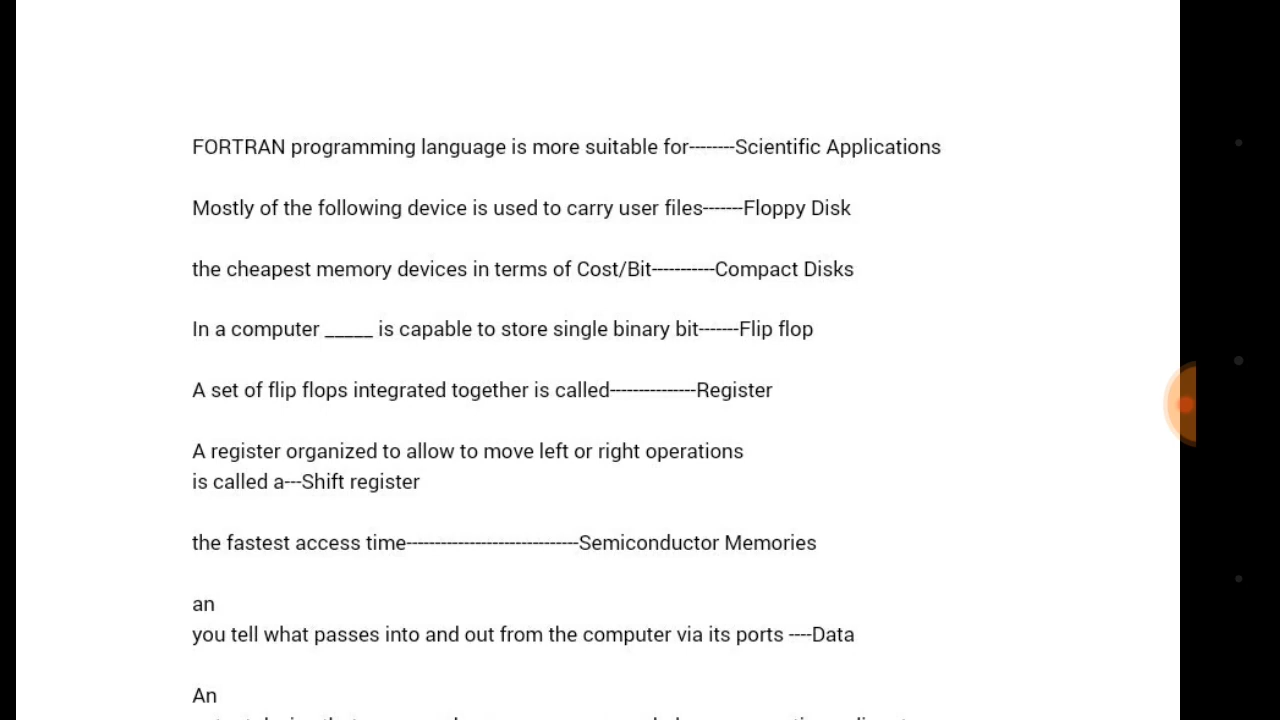 FORTRAN programming language is more suitable for--------Scientific Applications
Mostly of the following device is used to carry user files-------Floppy Disk
the cheapest memory devices in terms of Cost/Bit-----------Compact Disks
In a computer _____ is capable to store single binary bit-------Flip flop
A set of flip flops integrated together is called---------------Register
A register organized to allow to move left or right operations
is called a---Shift register
the fastest access time------------------------------Semiconductor Memories
an
you tell what passes into and out from the computer via its ports ----Data
An